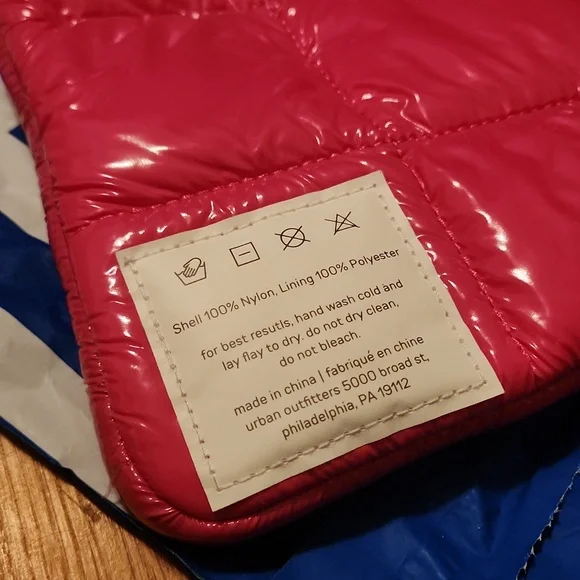 Shell 100% Nylon, Lining 100% Polyester
for best resutls, hand wash cold and
lay flay to dry. do not dry clean,
do not bleach.
made in china | fabriqué en chine
urban outfitters 5000 broad st,
philadelphia, PA 19112